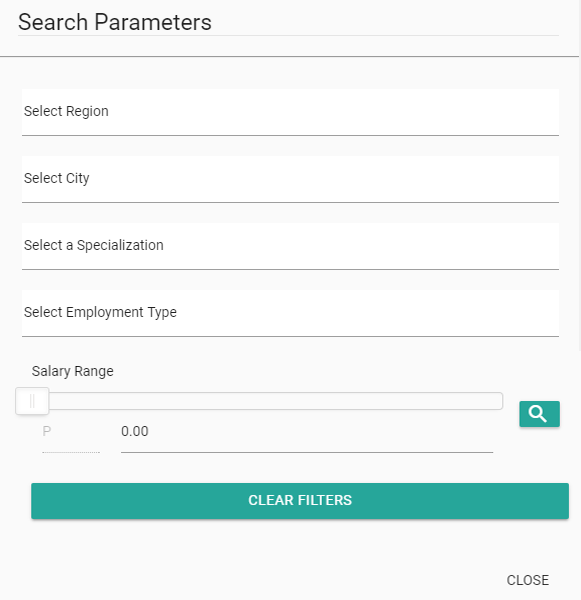 Search Parameters
Select Region
Select City
Select a Specialization
Select Employment Type
Salary Range
P 0.00
CLEAR FILTERS
CLOSE